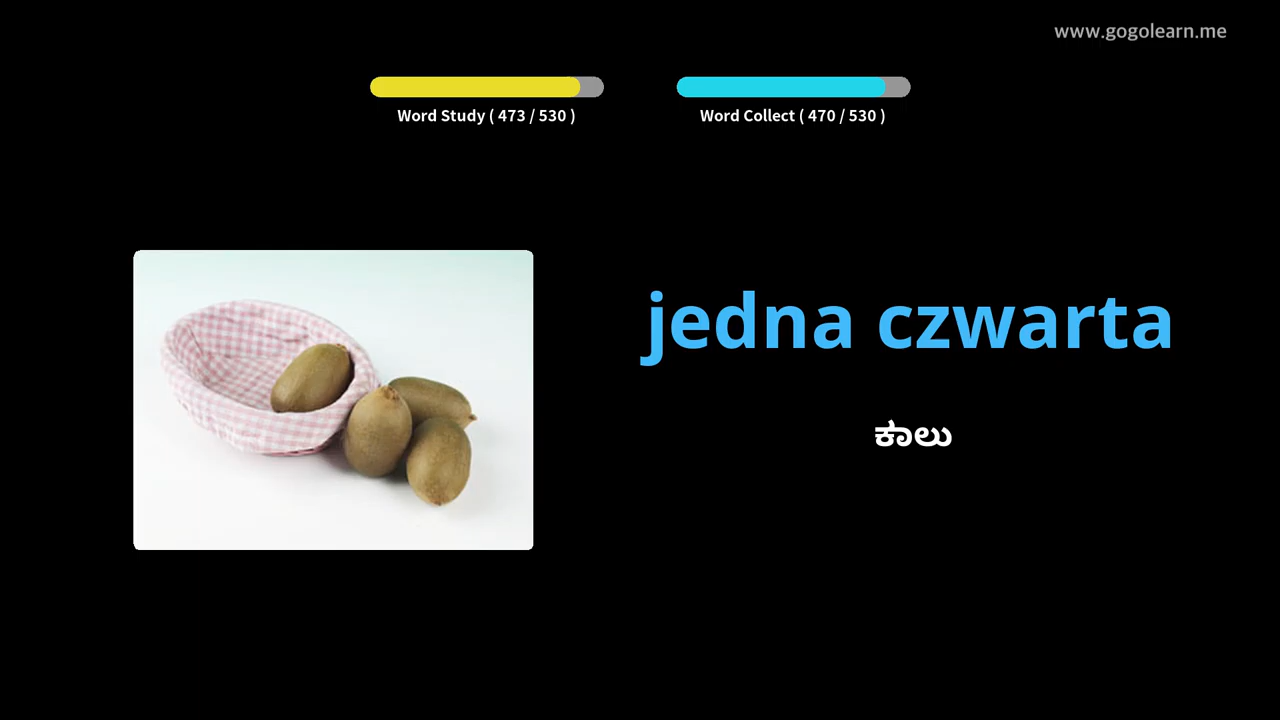 www.gogolearn.me
Word Study ( 473 / 530 )
Word Collect ( 470 / 530 )
jedna czwarta
ಕಾಲು